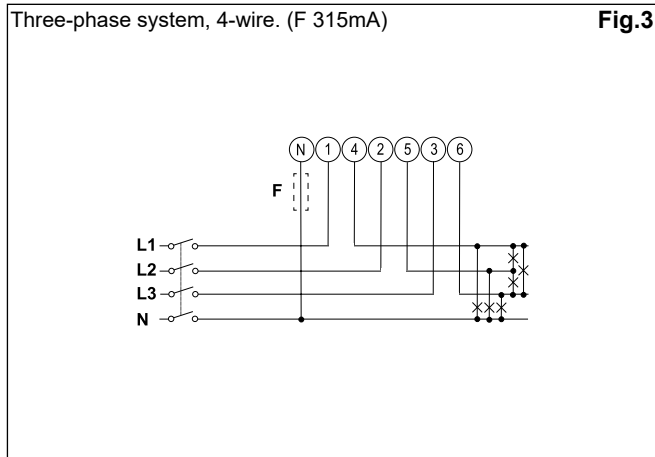 Three-phase system, 4-wire. (F 315mA) Fig.3
N 1 4 2 5 3 6
F
L1
L2
L3
N